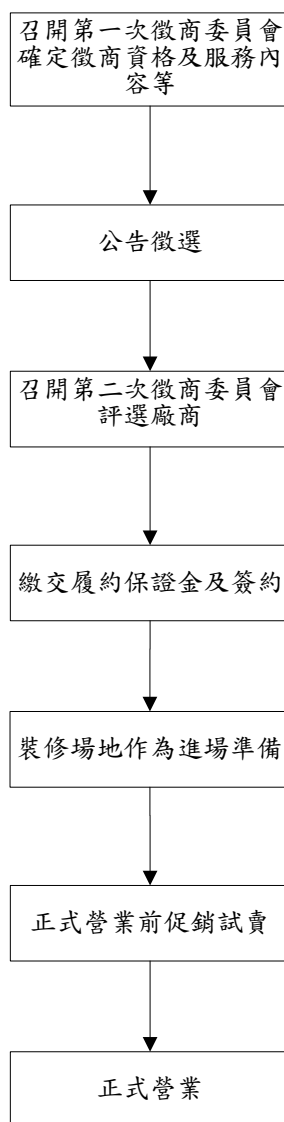 召開第一次徵商委員會
確定徵商資格及服務內
容等
公告徵選
召開第二次徵商委員會
評選廠商
繳交履約保證金及簽約
裝修場地作為進場準備
正式營業前促銷試賣
正式營業